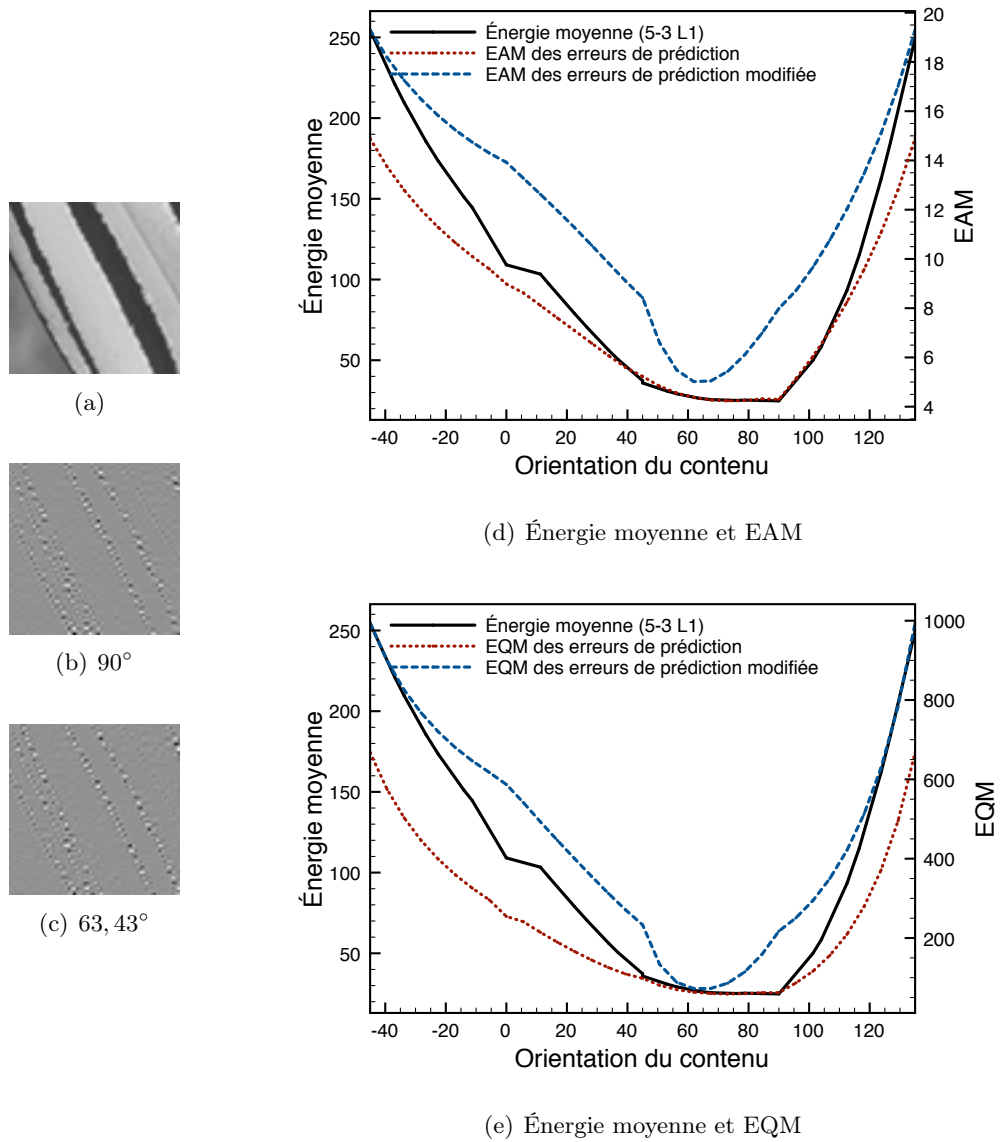 (a)
(b) 90°
(c) 63, 43°
Énergie moyenne (5-3 L1)
EAM des erreurs de prédiction
EAM des erreurs de prédiction modifiée
250
200
150
100
50
Énergie moyenne
20
18
16
14
12
10
8
6
4
EAM
-40 -20 0 20 40 60 80 100 120
Orientation du contenu
(d) Énergie moyenne et EAM
Énergie moyenne (5-3 L1)
EQM des erreurs de prédiction
EQM des erreurs de prédiction modifiée
250
200
150
100
50
Énergie moyenne
1000
800
600
400
200
EQM
-40 -20 0 20 40 60 80 100 120
Orientation du contenu
(e) Énergie moyenne et EQM